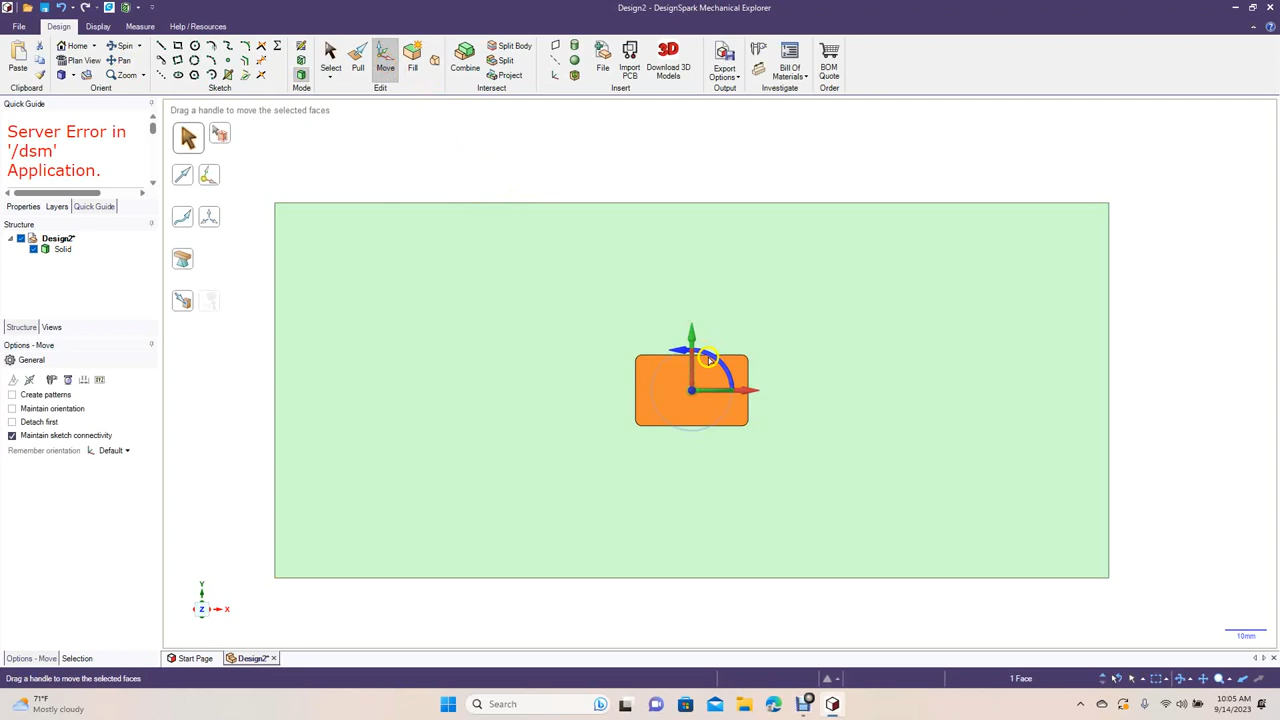 Design2 - DesignSpark Mechanical Explorer
File Design Display Measure Help / Resources
Paste
Clipboard
Home Spin
Plan View Pan
Zoom
Orient
Sketch
Mode
Select Pull Move Fill
Edit
Combine
Split Body
Split
Project
Intersect
File Import PCB Download 3D Models
3D
Insert
Export Options
Output
Bill Of Materials
Investigate
BOM Quote
Order
Quick Guide
Server Error in
'/dsm'
Application.
Properties Layers Quick Guide
Structure
Design2*
Solid
Structure Views
Options - Move
General
XYZ
Create patterns
Maintain orientation
Detach first
Maintain sketch connectivity
Remember orientation Default
Options - Move Selection
Drag a handle to move the selected faces
Y
Z X
10mm
Start Page Design2*
Drag a handle to move the selected faces
1 Face
71°F
Mostly cloudy
Search
10:05 AM
9/14/2023